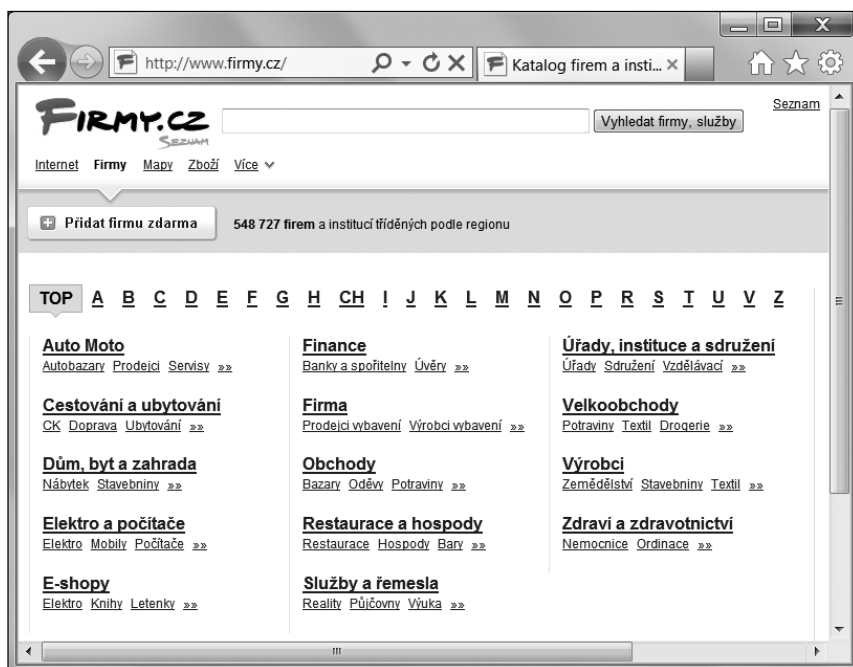 http://www.firmy.cz/
Katalog firem a insti...
Seznam
FIRMY.CZ
SEZNAM
Vyhledat firmy, služby
Internet Firmy Mapy Zboží Více
Přidat firmu zdarma
548 727 firem a institucí tříděných podle regionu
TOP A B C D E F G H CH I J K L M N O P R S T U V Z
Auto Moto
Autobazary Prodejci Servisy »»
Finance
Banky a spořitelny Úvěry »»
Úřady, instituce a sdružení
Úřady Sdružení Vzdělávací »»
Cestování a ubytování
CK Doprava Ubytování »»
Firma
Prodejci vybavení Výrobci vybavení »»
Velkoobchody
Potraviny Textil Drogerie »»
Dům, byt a zahrada
Nábytek Stavebniny »»
Obchody
Bazary Oděvy Potraviny »»
Výrobci
Zemědělství Stavebniny Textil »»
Elektro a počítače
Elektro Mobily Počítače »»
Restaurace a hospody
Restaurace Hospody Bary »»
Zdraví a zdravotnictví
Nemocnice Ordinace »»
E-shopy
Elektro Knihy Letenky »»
Služby a řemesla
Reality Půjčovny Výuka »»